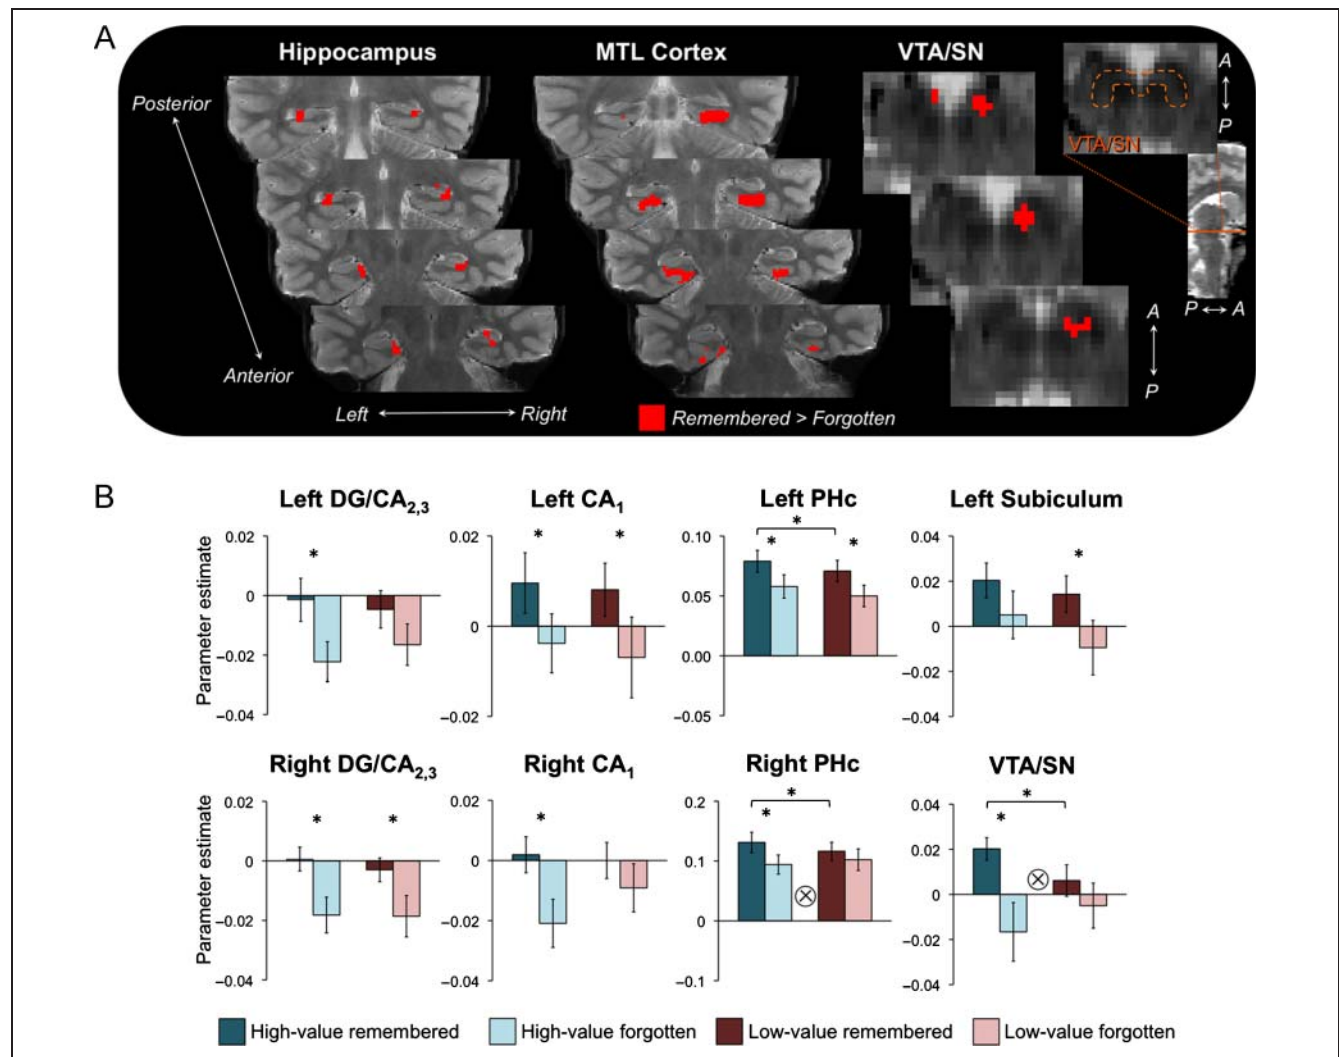 A
Hippocampus
MTL Cortex
VTA/SN
Posterior
Anterior
Left
Right
Remembered > Forgotten
VTA/SN
A
P
P
A
A
P
B
Left DG/CA2,3
Left CA1
Left PHc
Left Subiculum
Parameter estimate
0.02
0
–0.02
–0.04
*
0.02
0
–0.02
*
*
0.10
0.05
0.00
–0.05
*
*
*
0.04
0.02
0
–0.02
–0.04
*
Right DG/CA2,3
Right CA1
Right PHc
VTA/SN
Parameter estimate
0.02
0
–0.02
–0.04
*
*
0.02
0
–0.02
–0.04
*
0.2
0.1
0
–0.1
*
*
0.04
0.02
0
–0.02
–0.04
*
*
High-value remembered
High-value forgotten
Low-value remembered
Low-value forgotten